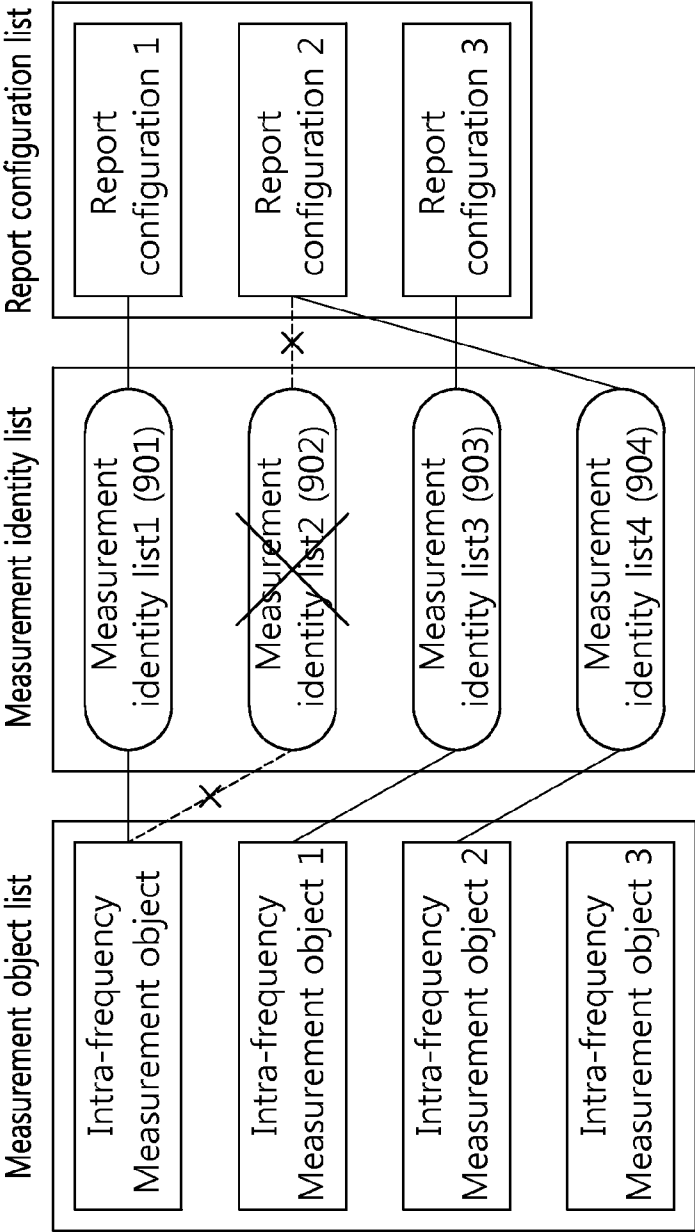 Measurement object list
Intra-frequency
Measurement object
Intra-frequency
Measurement object 1
Intra-frequency
Measurement object 2
Intra-frequency
Measurement object 3
Measurement identity list
Measurement
identity list1 (901)
Measurement
identity list2 (902)
Measurement
identity list3 (903)
Measurement
identity list4 (904)
Report configuration list
Report
configuration 1
Report
configuration 2
Report
configuration 3